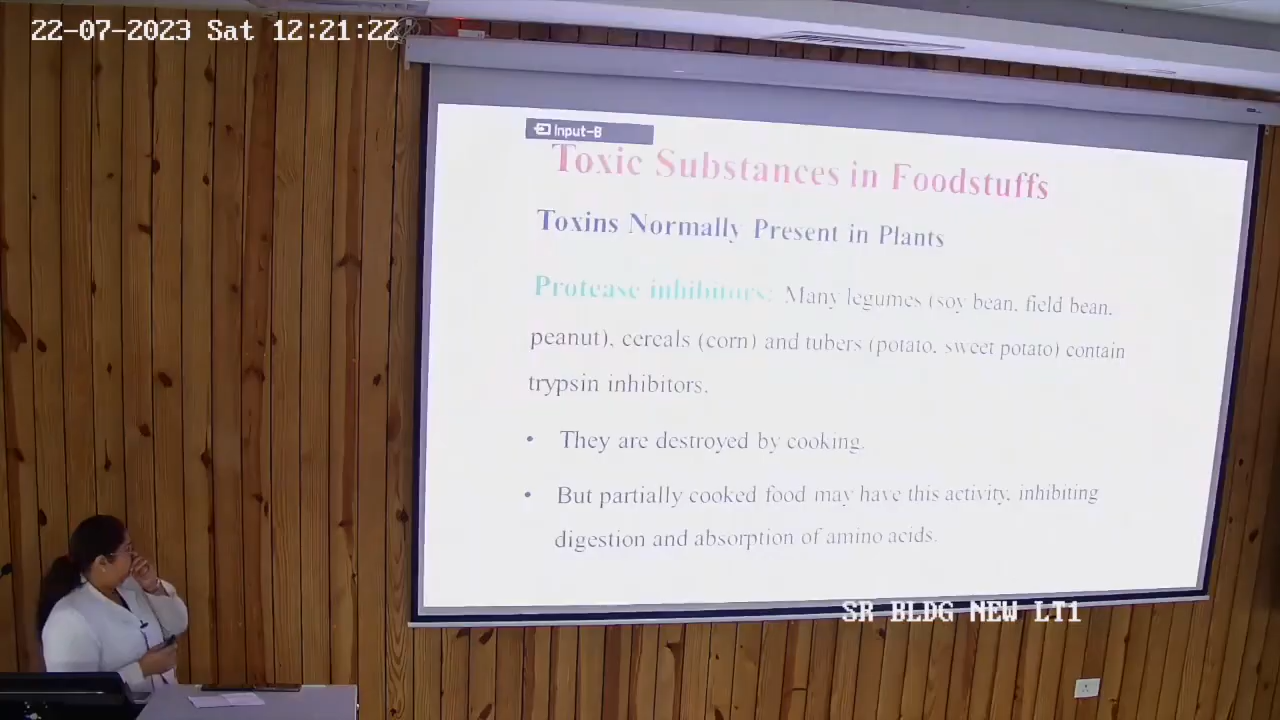 22-07-2023 Sat 12:21:22
Input-B
Toxic Substances in Foodstuffs
Toxins Normally Present in Plants
Protease inhibitors: Many legumes (soy bean, field bean,
peanut), cereals (corn) and tubers (potato, sweet potato) contain
trypsin inhibitors.
• They are destroyed by cooking.
• But partially cooked food may have this activity, inhibiting
digestion and absorption of amino acids.
SR BLDG NEW LT1